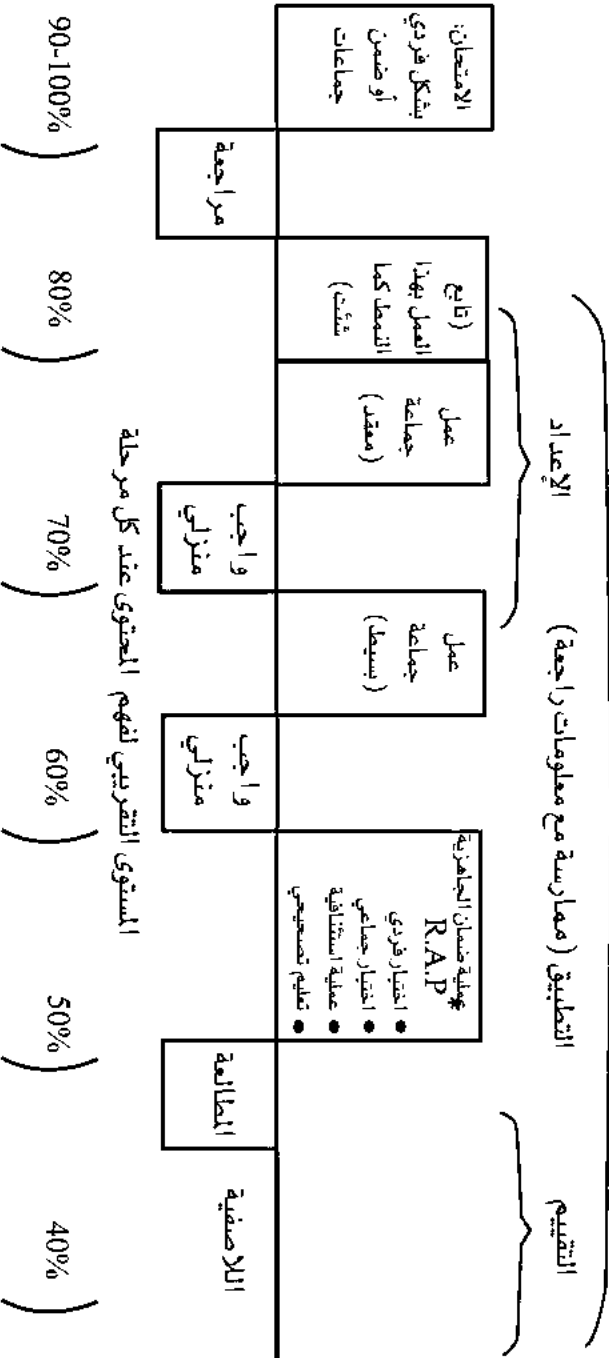 الإعداد
التطبيق (ممارسة مع معلومات راجعة)
التقييم
الامتحان:
بشكل فردي
أو ضمن
جماعات
(تابع
العمل بهذا
النمط كما
شئت)
عمل
جماعة
(معقد)
عمل
جماعة
(بسيط)
*عملية ضمان الجاهزية
R.A.P
● اختبار فردي
● اختبار جماعي
● عملية استئنافية
● تعليم تصحيحي
مراجعة
واجب
منزلي
واجب
منزلي
المطالعة
اللاصفية
المستوى التقريبي لفهم المحتوى عند كل مرحلة
90-100%
80%
70%
60%
50%
40%